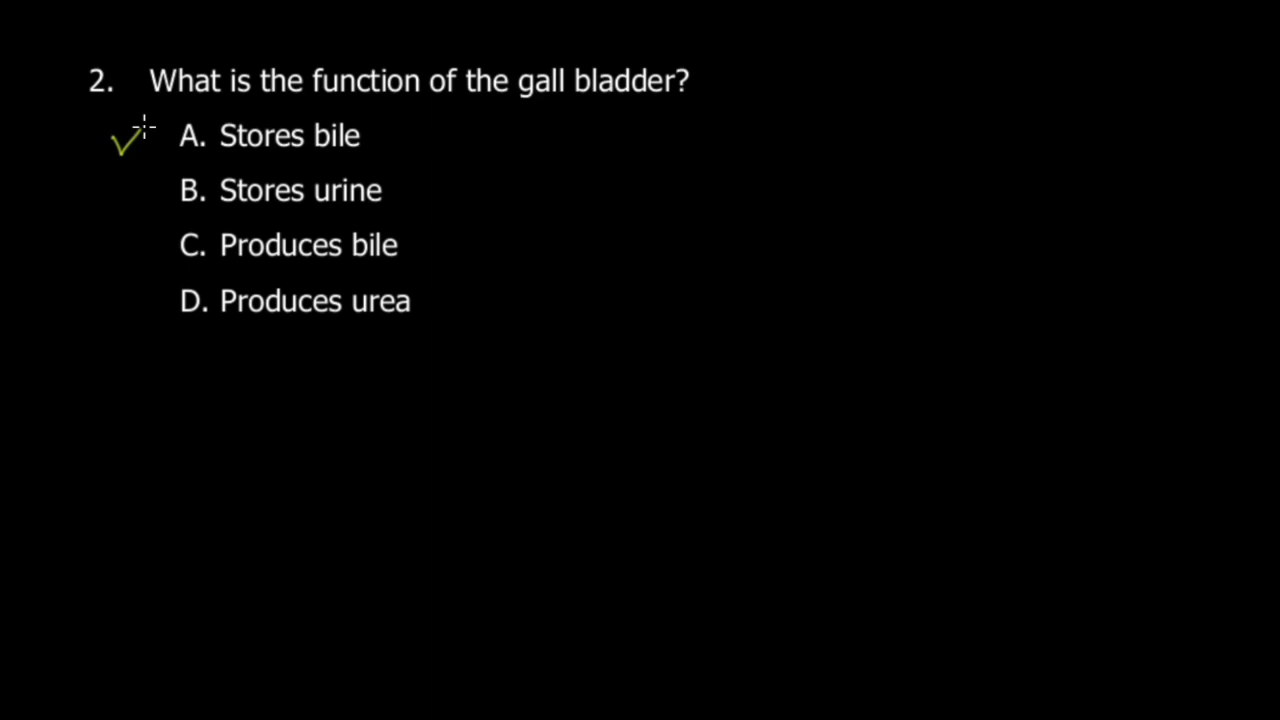 2. What is the function of the gall bladder?
A. Stores bile
B. Stores urine
C. Produces bile
D. Produces urea